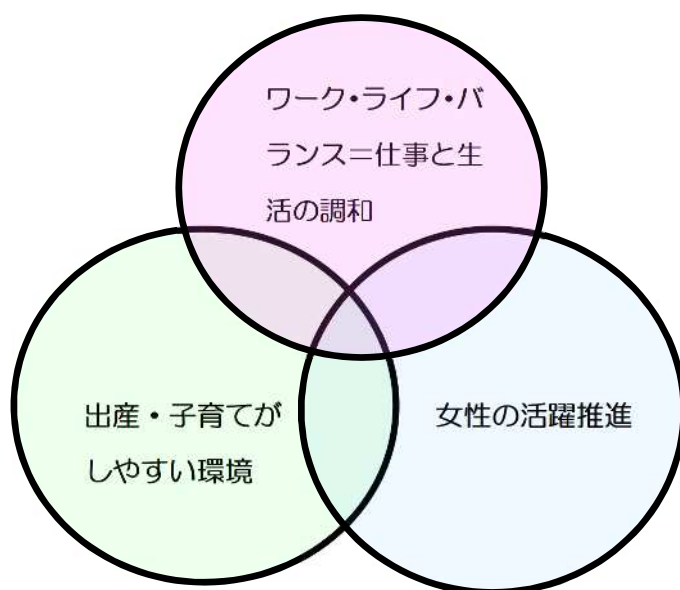 ワーク・ライフ・バ
ランス＝仕事と生
活の調和
出産・子育てが
しやすい環境
女性の活躍推進